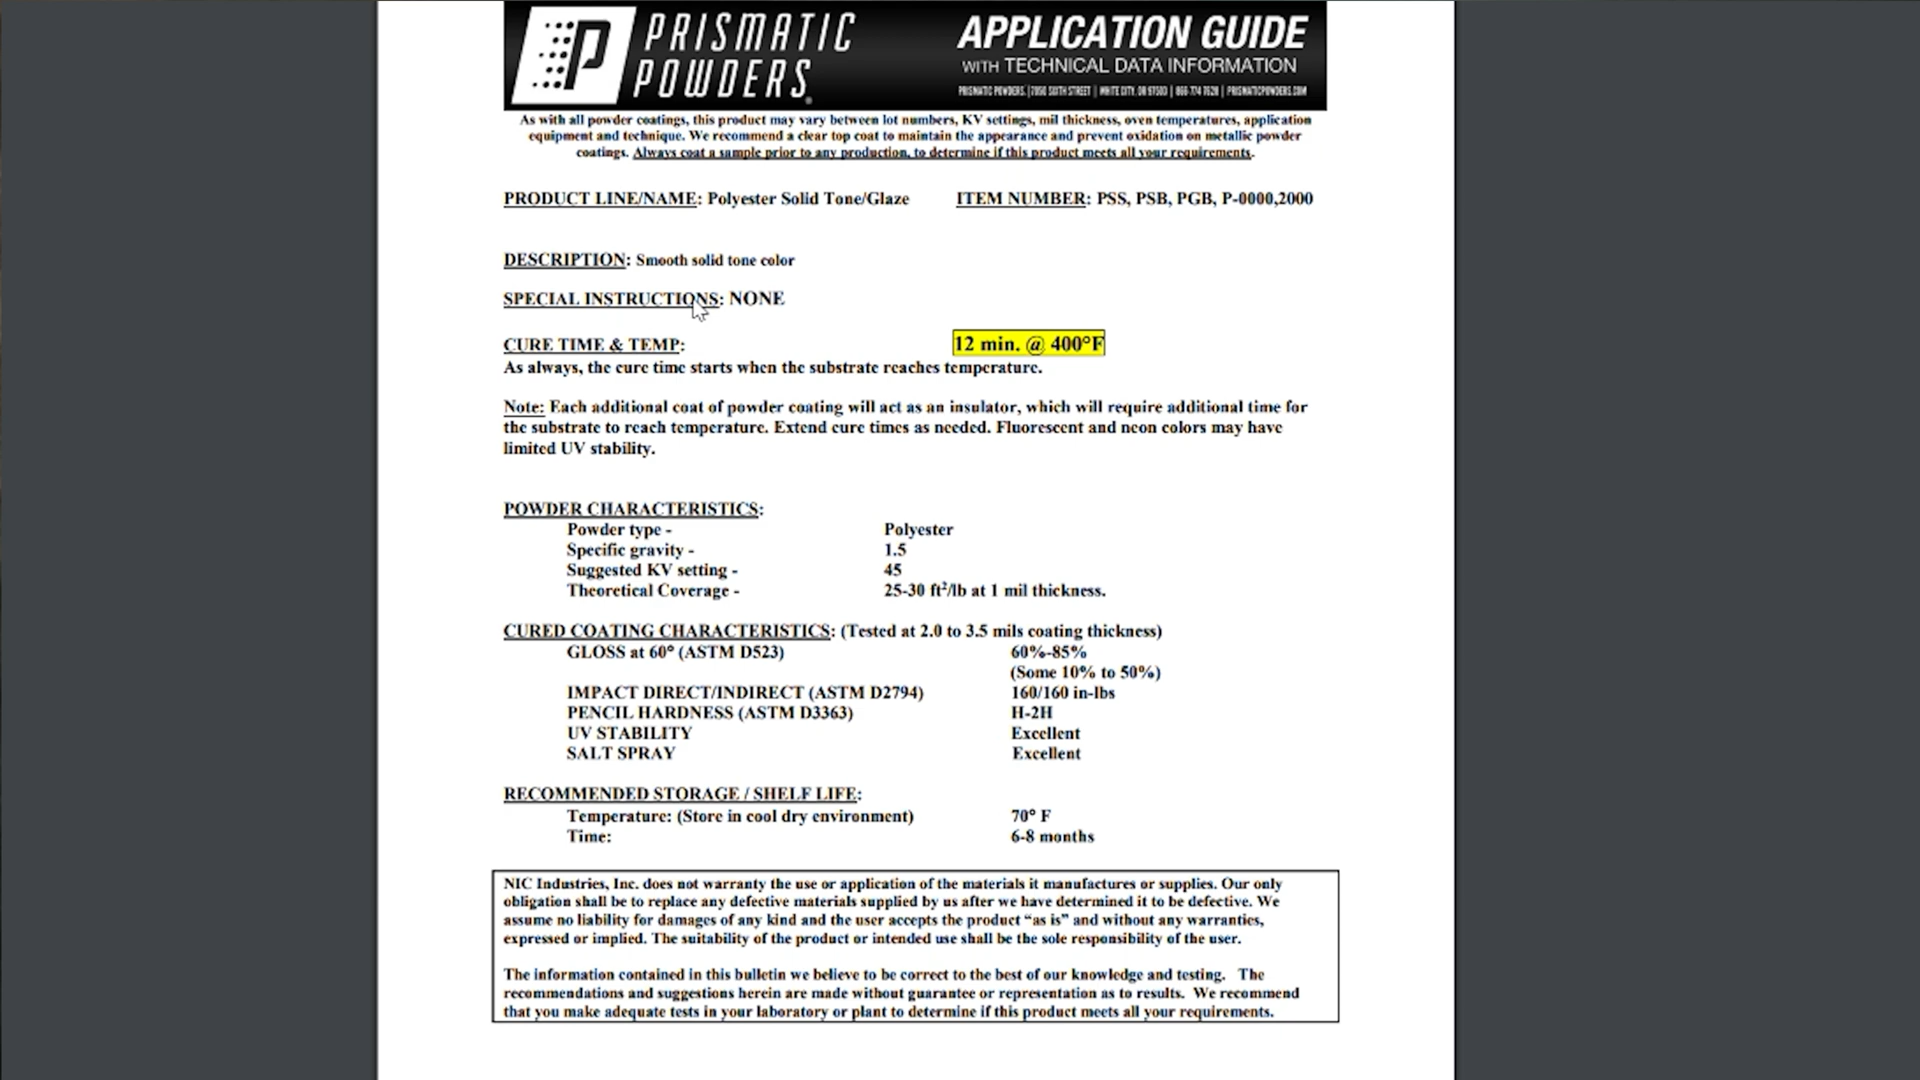 PRISMATIC POWDERS®
APPLICATION GUIDE
WITH TECHNICAL DATA INFORMATION
PRISMATIC POWDERS. | 7050 SIXTH STREET | WHITE CITY, OR 97503 | 866-774-7628 | PRISMATICPOWDERS.COM
As with all powder coatings, this product may vary between lot numbers, KV settings, mil thickness, oven temperatures, application
equipment and technique. We recommend a clear top coat to maintain the appearance and prevent oxidation on metallic powder
coatings. Always coat a sample prior to any production, to determine if this product meets all your requirements.
PRODUCT LINE/NAME: Polyester Solid Tone/Glaze ITEM NUMBER: PSS, PSB, PGB, P-0000,2000
DESCRIPTION: Smooth solid tone color
SPECIAL INSTRUCTIONS: NONE
CURE TIME & TEMP: 12 min. @ 400°F
As always, the cure time starts when the substrate reaches temperature.
Note: Each additional coat of powder coating will act as an insulator, which will require additional time for
the substrate to reach temperature. Extend cure times as needed. Fluorescent and neon colors may have
limited UV stability.
POWDER CHARACTERISTICS:
Powder type - Polyester
Specific gravity - 1.5
Suggested KV setting - 45
Theoretical Coverage - 25-30 ft²/lb at 1 mil thickness.
CURED COATING CHARACTERISTICS: (Tested at 2.0 to 3.5 mils coating thickness)
GLOSS at 60° (ASTM D523) 60%-85%
(Some 10% to 50%)
IMPACT DIRECT/INDIRECT (ASTM D2794) 160/160 in-lbs
PENCIL HARDNESS (ASTM D3363) H-2H
UV STABILITY Excellent
SALT SPRAY Excellent
RECOMMENDED STORAGE / SHELF LIFE:
Temperature: (Store in cool dry environment) 70° F
Time: 6-8 months
NIC Industries, Inc. does not warranty the use or application of the materials it manufactures or supplies. Our only
obligation shall be to replace any defective materials supplied by us after we have determined it to be defective. We
assume no liability for damages of any kind and the user accepts the product “as is” and without any warranties,
expressed or implied. The suitability of the product or intended use shall be the sole responsibility of the user.
The information contained in this bulletin we believe to be correct to the best of our knowledge and testing. The
recommendations and suggestions herein are made without guarantee or representation as to results. We recommend
that you make adequate tests in your laboratory or plant to determine if this product meets all your requirements.